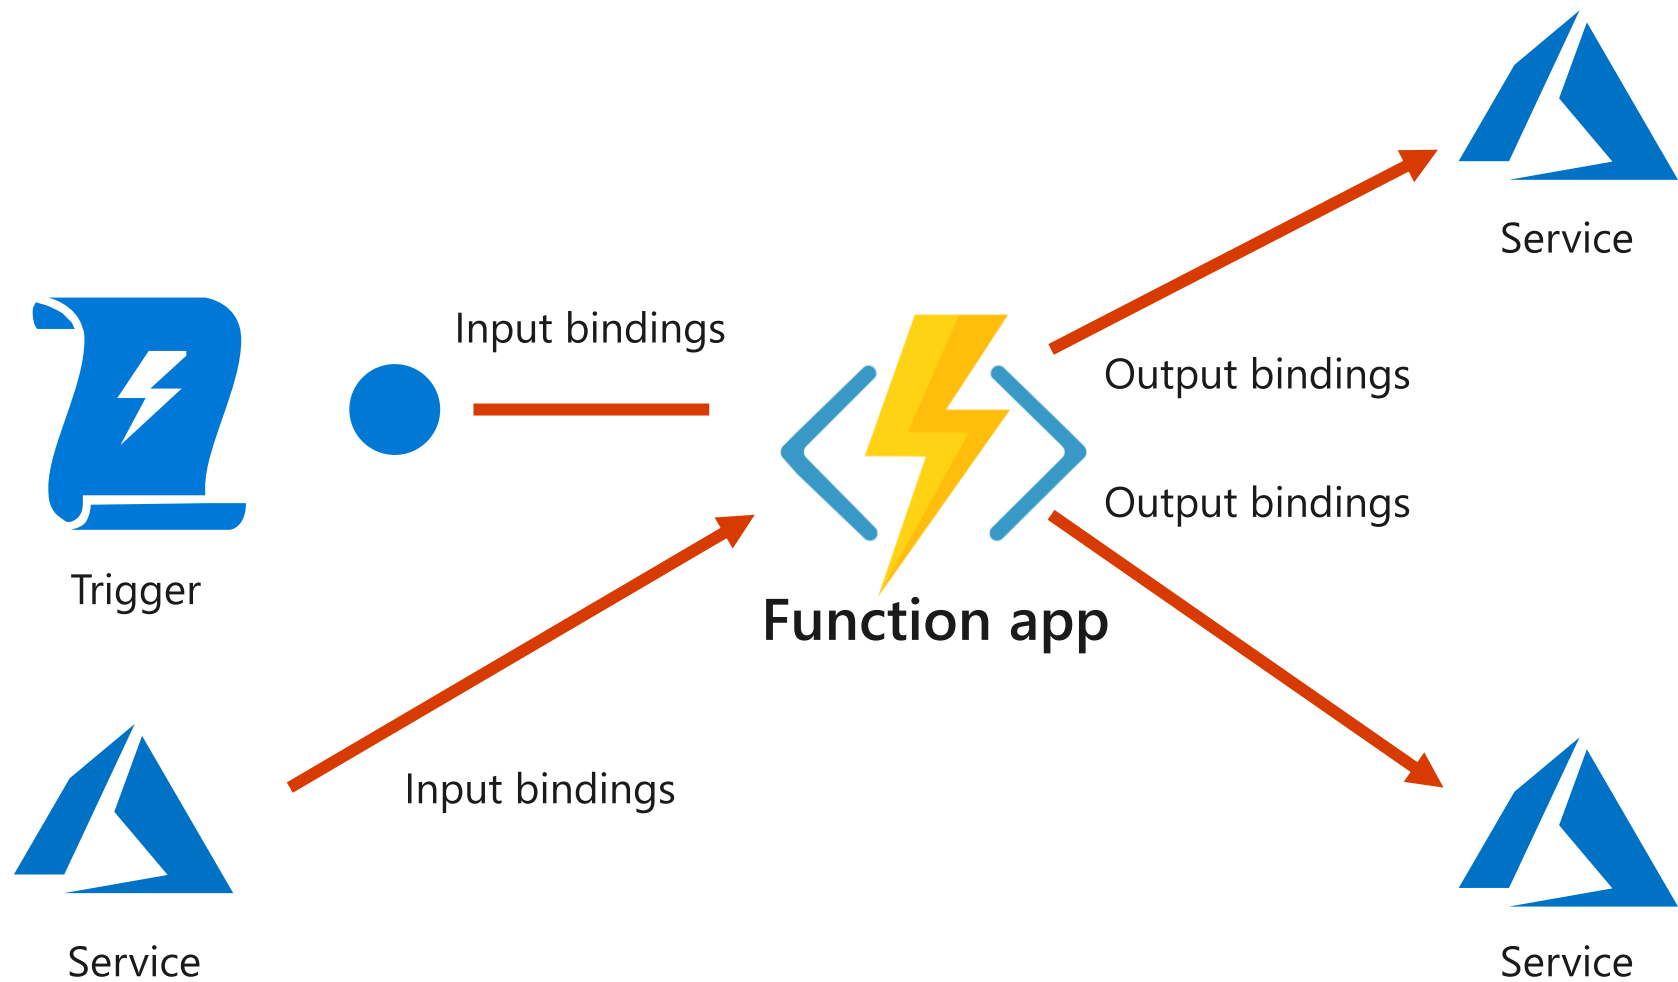 Service
Input bindings
Output bindings
Output bindings
Trigger
Function app
Input bindings
Service
Service